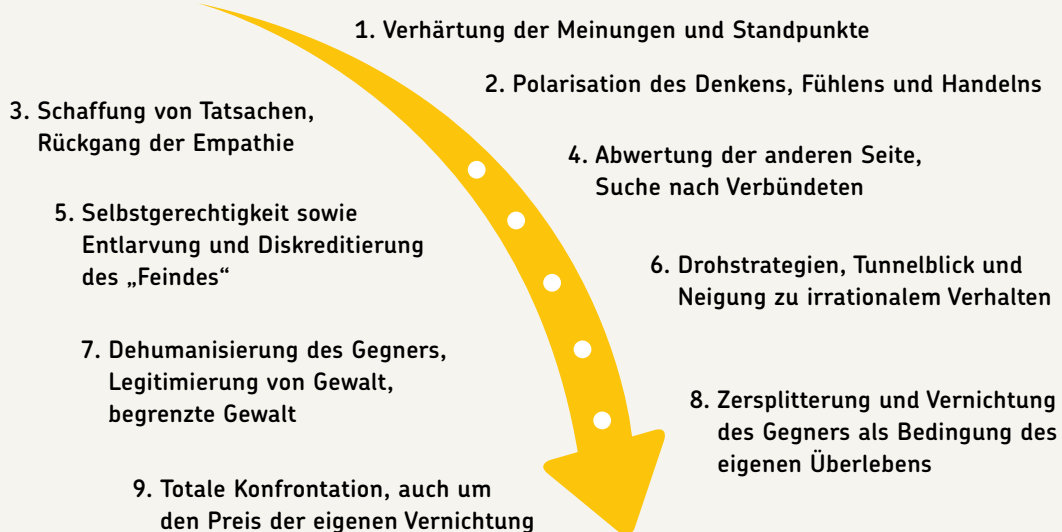 1. Verhärtung der Meinungen und Standpunkte
2. Polarisation des Denkens, Fühlens und Handelns
3. Schaffung von Tatsachen,
Rückgang der Empathie
4. Abwertung der anderen Seite,
Suche nach Verbündeten
5. Selbstgerechtigkeit sowie
Entlarvung und Diskreditierung
des „Feindes“
6. Drohstrategien, Tunnelblick und
Neigung zu irrationalem Verhalten
7. Dehumanisierung des Gegners,
Legitimierung von Gewalt,
begrenzte Gewalt
8. Zersplitterung und Vernichtung
des Gegners als Bedingung des
eigenen Überlebens
9. Totale Konfrontation, auch um
den Preis der eigenen Vernichtung